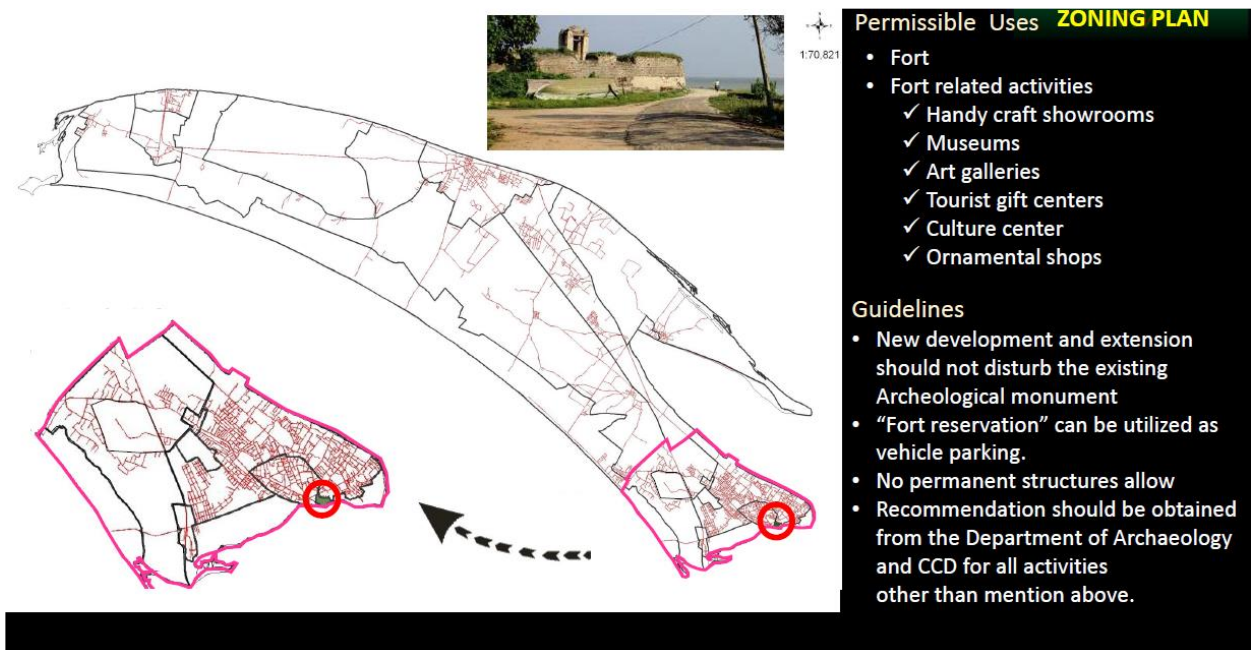 ZONING PLAN
1:70,821
Permissible Uses
• Fort
• Fort related activities
✓ Handy craft showrooms
✓ Museums
✓ Art galleries
✓ Tourist gift centers
✓ Culture center
✓ Ornamental shops
Guidelines
• New development and extension
should not disturb the existing
Archeological monument
• “Fort reservation” can be utilized as
vehicle parking.
• No permanent structures allow
• Recommendation should be obtained
from the Department of Archaeology
and CCD for all activities
other than mention above.